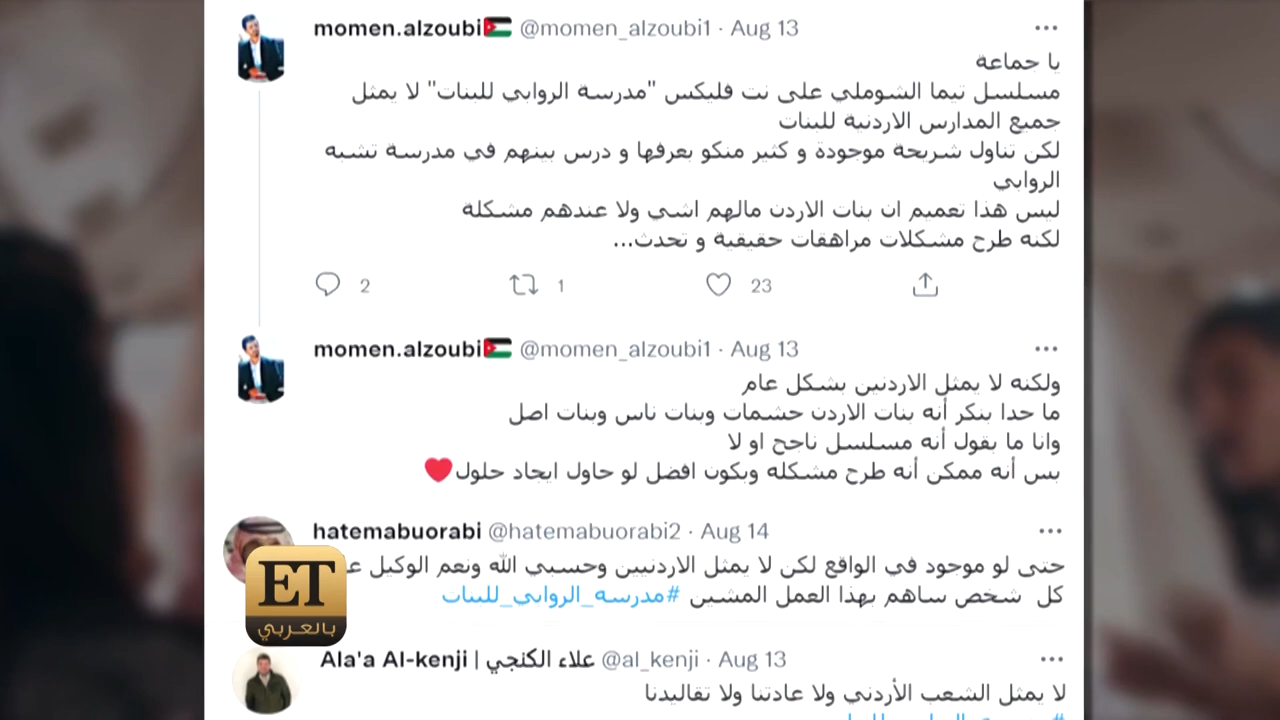 momen.alzoubi🇯🇴 @momen_alzoubi1 · Aug 13
يا جماعة
مسلسل تيما الشوملي على نت فليكس "مدرسة الروابي للبنات" لا يمثل
جميع المدارس الاردنية للبنات
لكن تناول شريحة موجودة و كثير منكو بعرفها و درس بينهم في مدرسة تشبه
الروابي
ليس هذا تعميم ان بنات الاردن مالهم اشي ولا عندهم مشكلة
لكنه طرح مشكلات مراهقات حقيقية و تحدث...
2 1 23
momen.alzoubi🇯🇴 @momen_alzoubi1 · Aug 13
ولكنه لا يمثل الاردنين بشكل عام
ما حدا بنكر أنه بنات الاردن حشمات وبنات ناس وبنات اصل
وانا ما بقول أنه مسلسل ناجح او لا
بس أنه ممكن أنه طرح مشكله وبكون افضل لو حاول ايجاد حلول❤️
hatemabuorabi @hatemabuorabi2 · Aug 14
حتى لو موجود في الواقع لكن لا يمثل الاردنيين وحسبي الله ونعم الوكيل
كل شخص ساهم بهذا العمل المشين #مدرسه_الروابي_للبنات
ET
بالعربي
Ala'a Al-kenji | علاء الكنجي @al_kenji · Aug 13
لا يمثل الشعب الأردني ولا عادتنا ولا تقاليدنا